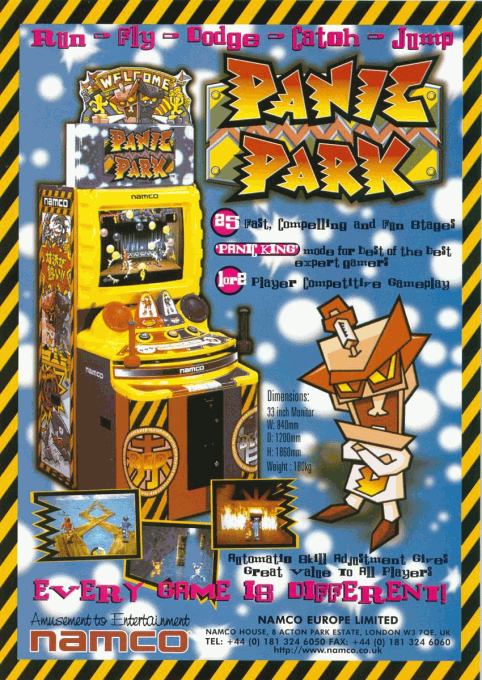 Run - Fly - Dodge - Catch - Jump
WELCOME
PANIC
PARK
PANIC
PARK
namco
namco
25 Fast, Compelling and Fun Stages
"PANIC KING" mode for best of the best
expert gamers
1 or 2 Player Competitive Gameplay
namco
namco
Dimensions:
33 inch Monitor
W: 840mm
D: 1200mm
H: 1860mm
Weight : 180kg
Automatic Skill Adjustment Gives
Great Value To All Players
EVERY GAME IS DIFFERENT!
Amusement to Entertainment
namco
NAMCO EUROPE LIMITED
NAMCO HOUSE, 8 ACTON PARK ESTATE, LONDON W3 7QE, UK
TEL: +44 (0) 181 324 6050 FAX: +44 (0) 181 324 6060
http://www.namco.co.uk